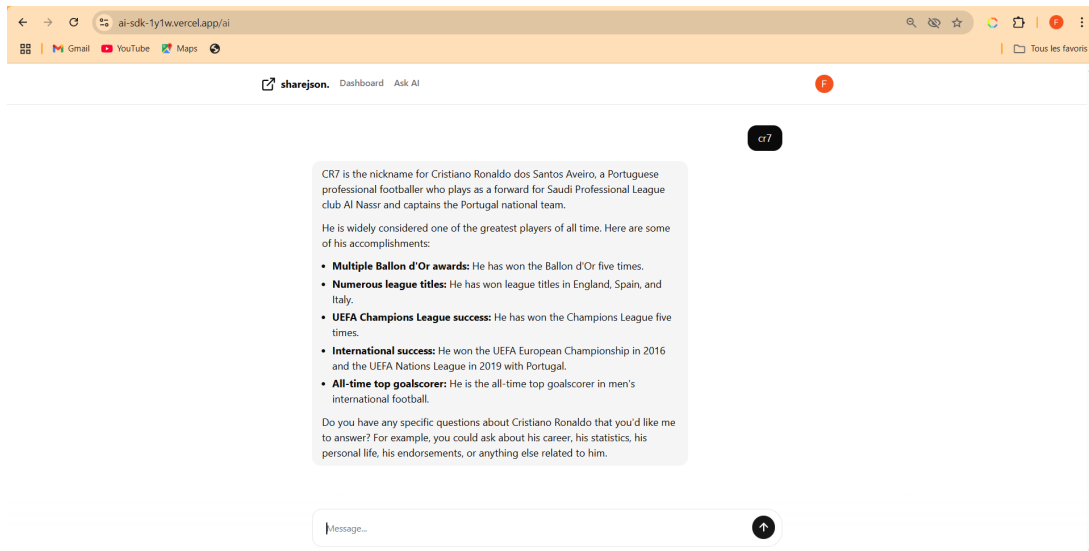 ai-sdk-1y1w.vercel.app/ai
F
Gmail YouTube Maps
Tous les favoris
sharejson. Dashboard Ask AI
F
cr7
CR7 is the nickname for Cristiano Ronaldo dos Santos Aveiro, a Portuguese
professional footballer who plays as a forward for Saudi Professional League
club Al Nassr and captains the Portugal national team.
He is widely considered one of the greatest players of all time. Here are some
of his accomplishments:
• Multiple Ballon d'Or awards: He has won the Ballon d'Or five times.
• Numerous league titles: He has won league titles in England, Spain, and
Italy.
• UEFA Champions League success: He has won the Champions League five
times.
• International success: He won the UEFA European Championship in 2016
and the UEFA Nations League in 2019 with Portugal.
• All-time top goalscorer: He is the all-time top goalscorer in men's
international football.
Do you have any specific questions about Cristiano Ronaldo that you'd like me
to answer? For example, you could ask about his career, his statistics, his
personal life, his endorsements, or anything else related to him.
Message...